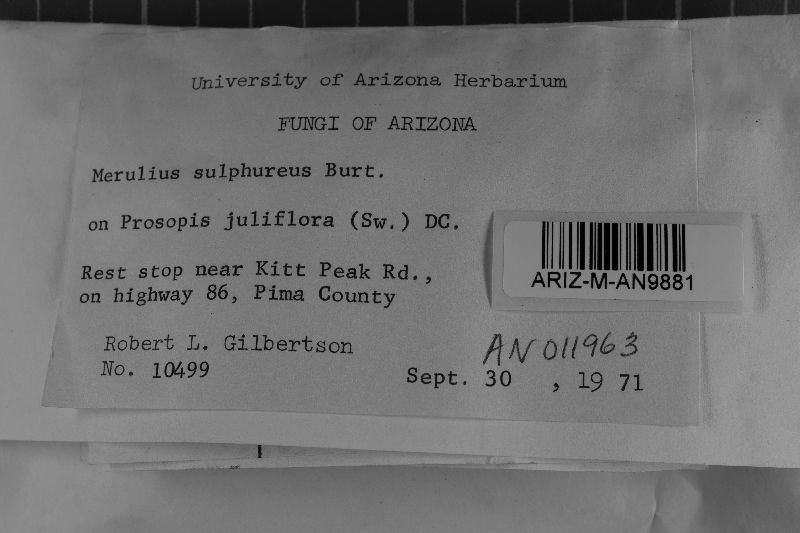 University of Arizona Herbarium
FUNGI OF ARIZONA
Merulius sulphureus Burt.
on Prosopis juliflora (Sw.) DC.
Rest stop near Kitt Peak Rd.,
on highway 86, Pima County
ARIZ-M-AN9881
Robert L. Gilbertson
No. 10499
AN 011963
Sept. 30 , 19 71